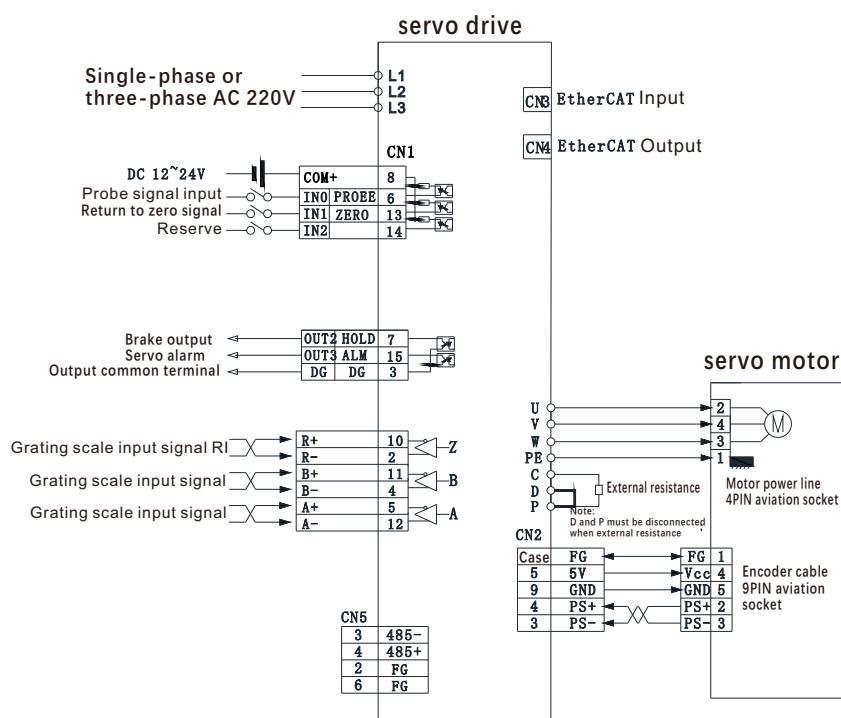 servo drive
Single-phase or
three-phase AC 220V
L1
L2
L3
CN3 EtherCAT Input
CN4 EtherCAT Output
CN1
DC 12~24V COM+ 8
Probe signal input IN0 PROBE 6
Return to zero signal IN1 ZERO 13
Reserve IN2 14
Brake output OUT2 HOLD 7
Servo alarm OUT3 ALM 15
Output common terminal DG DG 3
servo motor
U 2
V 4
W 3
PE 1
M
Motor power line
4PIN aviation socket
C
D
P
External resistance
Note:
D and P must be disconnected
when external resistance
Grating scale input signal RI R+ 10 Z
R- 2
Grating scale input signal B+ 11 B
B- 4
Grating scale input signal A+ 5 A
A- 12
CN2
Case FG FG 1
5 5V Vcc 4
9 GND GND 5
4 PS+ PS+ 2
3 PS- PS- 3
Encoder cable
9PIN aviation
socket
CN5
3 485-
4 485+
2 FG
6 FG